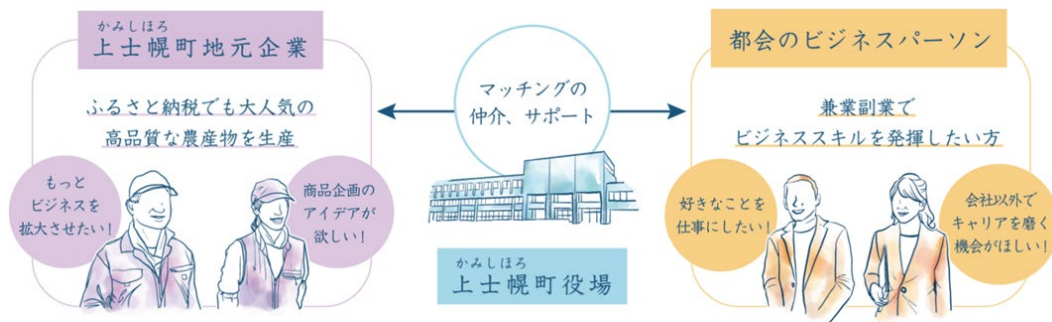 かみしほろ
上士幌町地元企業
ふるさと納税でも大人気の
高品質な農産物を生産
もっと
ビジネスを
拡大させたい!
商品企画の
アイデアが
欲しい!
マッチングの
仲介、サポート
かみしほろ
上士幌町役場
都会のビジネスパーソン
兼業副業で
ビジネススキルを発揮したい方
好きなことを
仕事にしたい!
会社以外で
キャリアを磨く
機会がほしい!